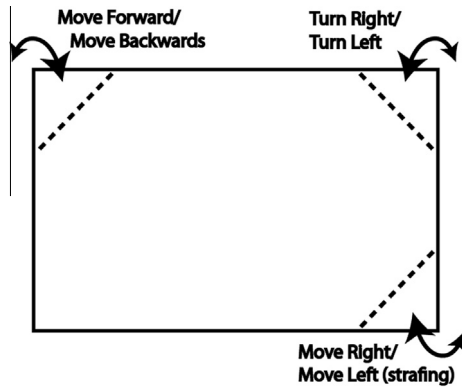 Move Forward/
Move Backwards
Turn Right/
Turn Left
Move Right/
Move Left (strafing)